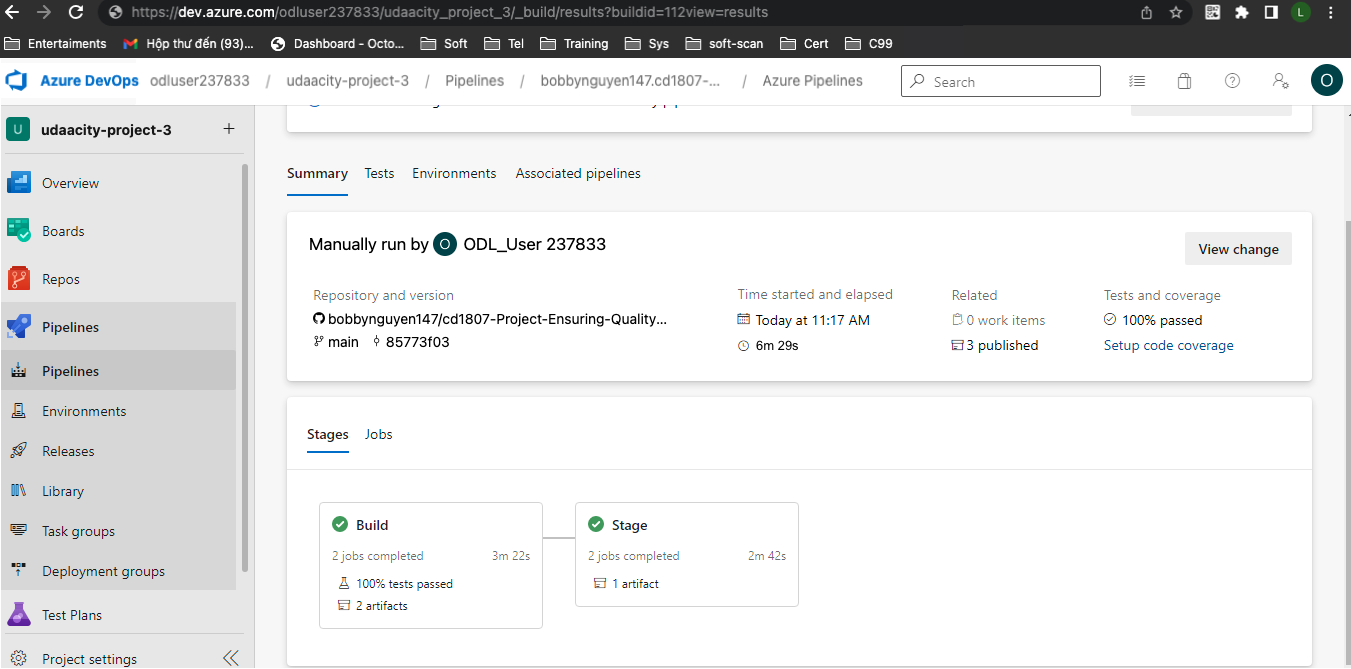 https://dev.azure.com/odluser237833/udaacity_project_3/_build/results?buildid=112view=results
L
Entertaiments
Hộp thư đến (93)...
Dashboard - Octo...
Soft
Tel
Training
Sys
soft-scan
Cert
C99
Azure DevOps
odluser237833 / udaacity-project-3 / Pipelines / bobbynguyen147.cd1807-... / Azure Pipelines
Search
O
U
udaacity-project-3
+
Overview
Boards
Repos
Pipelines
Pipelines
Environments
Releases
Library
Task groups
Deployment groups
Test Plans
Project settings
Summary
Tests
Environments
Associated pipelines
Manually run by O ODL_User 237833
View change
Repository and version
bobbynguyen147/cd1807-Project-Ensuring-Quality...
main 85773f03
Time started and elapsed
Today at 11:17 AM
6m 29s
Related
0 work items
3 published
Tests and coverage
100% passed
Setup code coverage
Stages
Jobs
Build
2 jobs completed 3m 22s
100% tests passed
2 artifacts
Stage
2 jobs completed 2m 42s
1 artifact